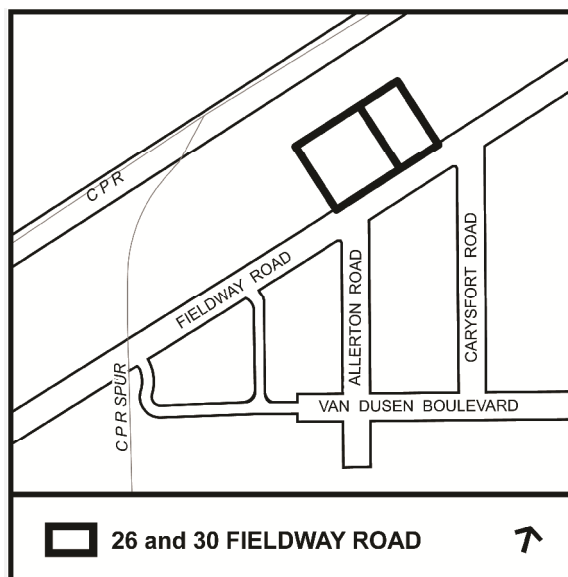 CPR
FIELDWAY ROAD
ALLERTON ROAD
CARYSFORT ROAD
CPR SPUR
VAN DUSEN BOULEVARD
26 and 30 FIELDWAY ROAD